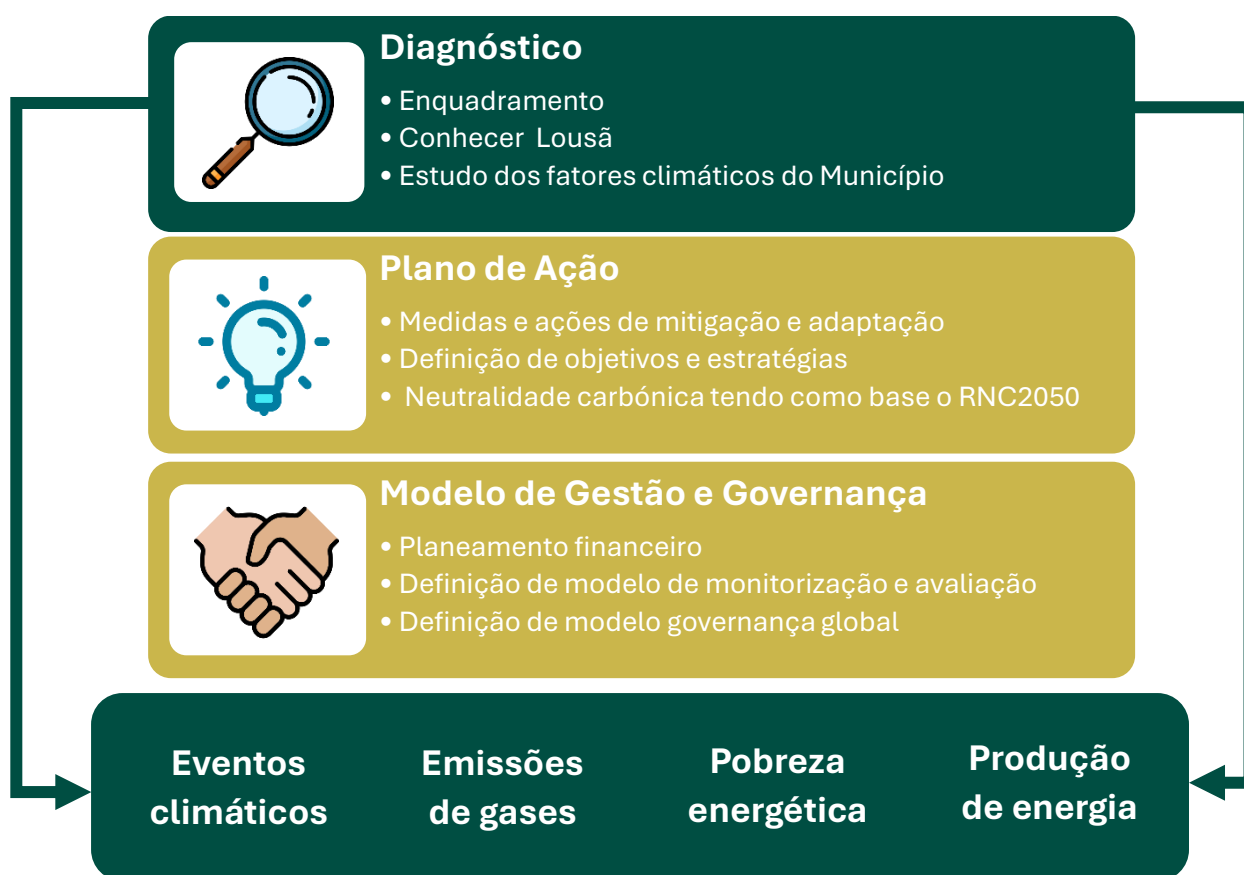 Diagnóstico
• Enquadramento
• Conhecer Lousã
• Estudo dos fatores climáticos do Município
Plano de Ação
• Medidas e ações de mitigação e adaptação
• Definição de objetivos e estratégias
• Neutralidade carbónica tendo como base o RNC2050
Modelo de Gestão e Governança
• Planeamento financeiro
• Definição de modelo de monitorização e avaliação
• Definição de modelo governança global
Eventos
climáticos
Emissões
de gases
Pobreza
energética
Produção
de energia